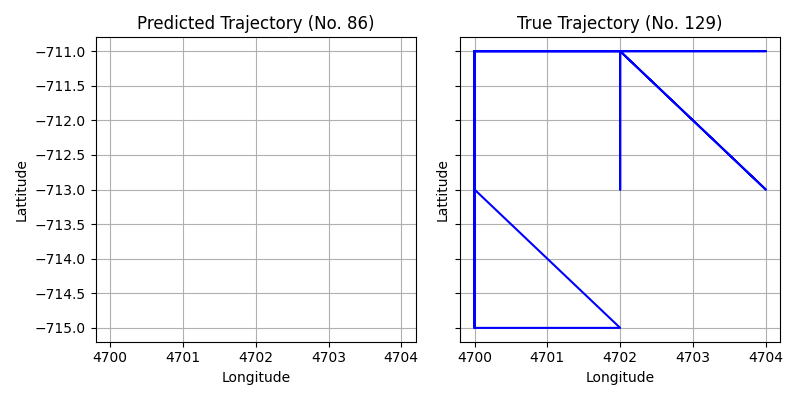 Predicted Trajectory (No. 86)
True Trajectory (No. 129)
−711.0
−711.5
−712.0
−712.5
−713.0
−713.5
−714.0
−714.5
−715.0
Lattitude
Lattitude
4700 4701 4702 4703 4704
4700 4701 4702 4703 4704
Longitude
Longitude